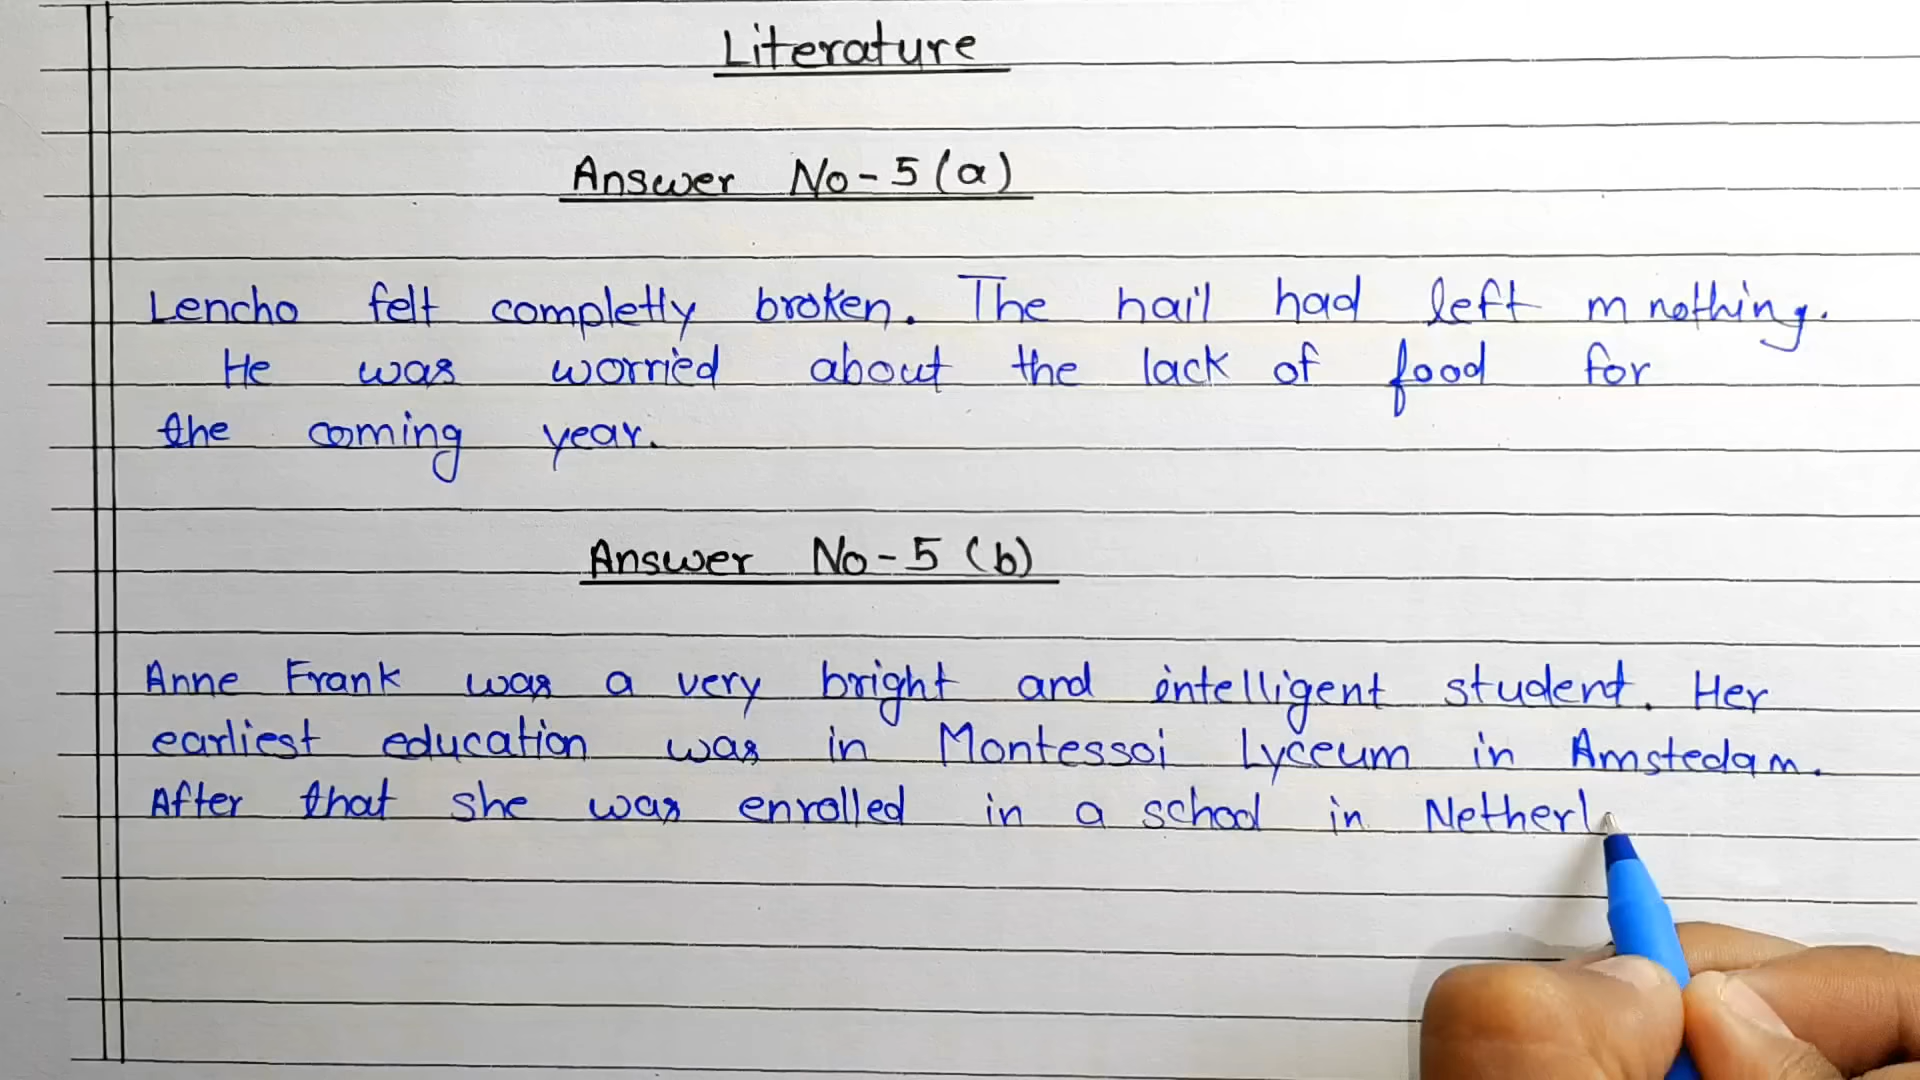 Literature
Answer No-5(a)
Lencho felt completly broken. The hail had left m nothing.
He was worried about the lack of food for
the coming year.
Answer No-5 (b)
Anne Frank was a very bright and intelligent student. Her
earliest education was in Montessoi Lyceum in Amstedam.
After that she was enrolled in a school in Netherl